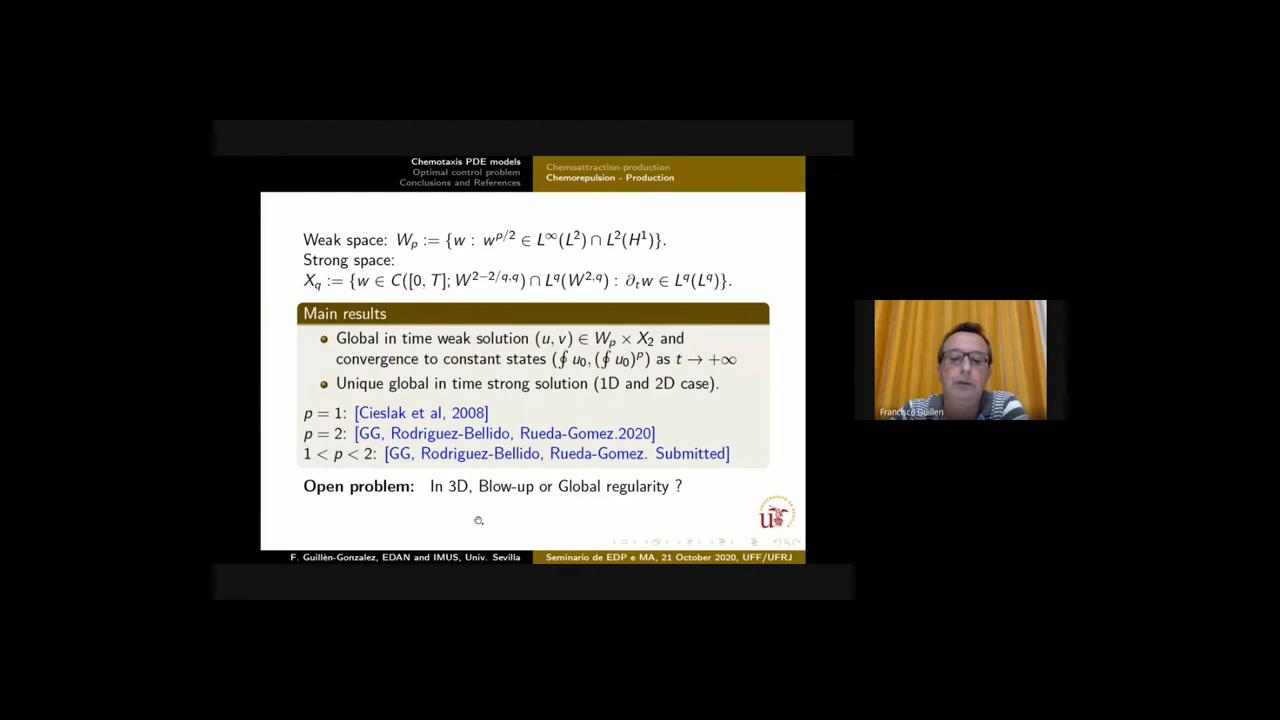 Chemotaxis PDE models
Optimal control problem
Conclusions and References
Chemoattraction-production
Chemorepulsion - Production
Weak space: W_p := {w : w^{p/2} ∈ L^∞(L^2) ∩ L^2(H^1)}.
Strong space:
X_q := {w ∈ C([0, T]; W^{2−2/q,q}) ∩ L^q(W^{2,q}) : ∂_t w ∈ L^q(L^q)}.
Main results
Global in time weak solution (u, v) ∈ W_p × X_2 and
convergence to constant states (∮ u_0, (∮ u_0)^p) as t → +∞
Unique global in time strong solution (1D and 2D case).
p = 1: [Cieslak et al, 2008]
p = 2: [GG, Rodriguez-Bellido, Rueda-Gomez.2020]
1 < p < 2: [GG, Rodriguez-Bellido, Rueda-Gomez. Submitted]
Open problem: In 3D, Blow-up or Global regularity ?
F. Guillén-Gonzalez, EDAN and IMUS, Univ. Sevilla
Seminario de EDP e MA, 21 October 2020, UFF/UFRJ
Francisco Guillen